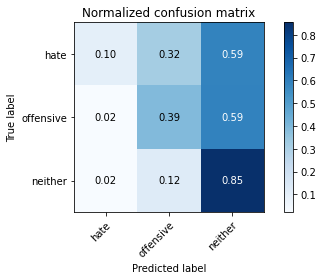 Normalized confusion matrix
True label
hate 0.10 0.32 0.59
offensive 0.02 0.39 0.59
neither 0.02 0.12 0.85
hate offensive neither
Predicted label
0.8
0.7
0.6
0.5
0.4
0.3
0.2
0.1